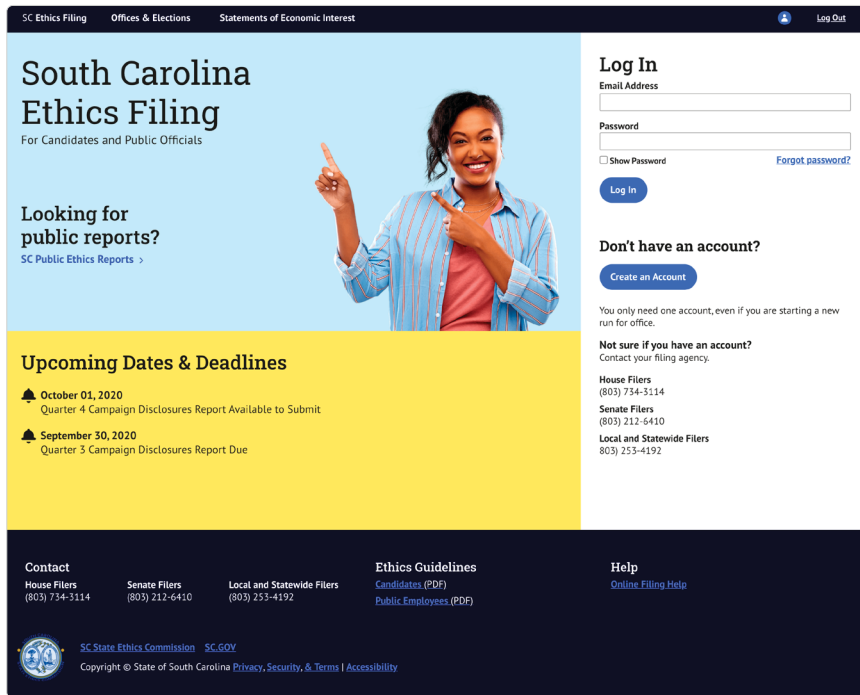 SC Ethics Filing
Offices & Elections
Statements of Economic Interest
Log Out
South Carolina
Ethics Filing
For Candidates and Public Officials
Looking for
public reports?
SC Public Ethics Reports >
Upcoming Dates & Deadlines
October 01, 2020
Quarter 4 Campaign Disclosures Report Available to Submit
September 30, 2020
Quarter 3 Campaign Disclosures Report Due
Log In
Email Address
Password
Show Password
Forgot password?
Log In
Don't have an account?
Create an Account
You only need one account, even if you are starting a new
run for office.
Not sure if you have an account?
Contact your filing agency.
House Filers
(803) 734-3114
Senate Filers
(803) 212-6410
Local and Statewide Filers
803) 253-4192
Contact
House Filers
(803) 734-3114
Senate Filers
(803) 212-6410
Local and Statewide Filers
(803) 253-4192
Ethics Guidelines
Candidates (PDF)
Public Employees (PDF)
Help
Online Filing Help
SC State Ethics Commission SC.GOV
Copyright © State of South Carolina Privacy, Security, & Terms | Accessibility